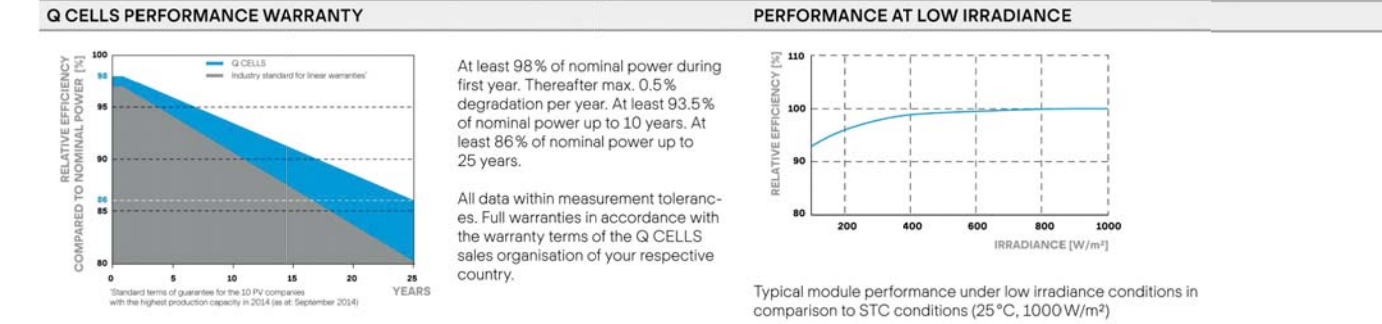 Q CELLS PERFORMANCE WARRANTY
RELATIVE EFFICIENCY
COMPARED TO NOMINAL POWER [%]
100
98
95
90
86
85
80
0 5 10 15 20 25
YEARS
Q CELLS
Industry standard for linear warranties*
*Standard terms of guarantee for the 10 PV companies
with the highest production capacity in 2014 (as at: September 2014)
At least 98% of nominal power during
first year. Thereafter max. 0.5%
degradation per year. At least 93.5%
of nominal power up to 10 years. At
least 86% of nominal power up to
25 years.
All data within measurement toleranc-
es. Full warranties in accordance with
the warranty terms of the Q CELLS
sales organisation of your respective
country.
PERFORMANCE AT LOW IRRADIANCE
RELATIVE EFFICIENCY [%]
110
100
90
80
200 400 600 800 1000
IRRADIANCE [W/m²]
Typical module performance under low irradiance conditions in
comparison to STC conditions (25°C, 1000W/m²)